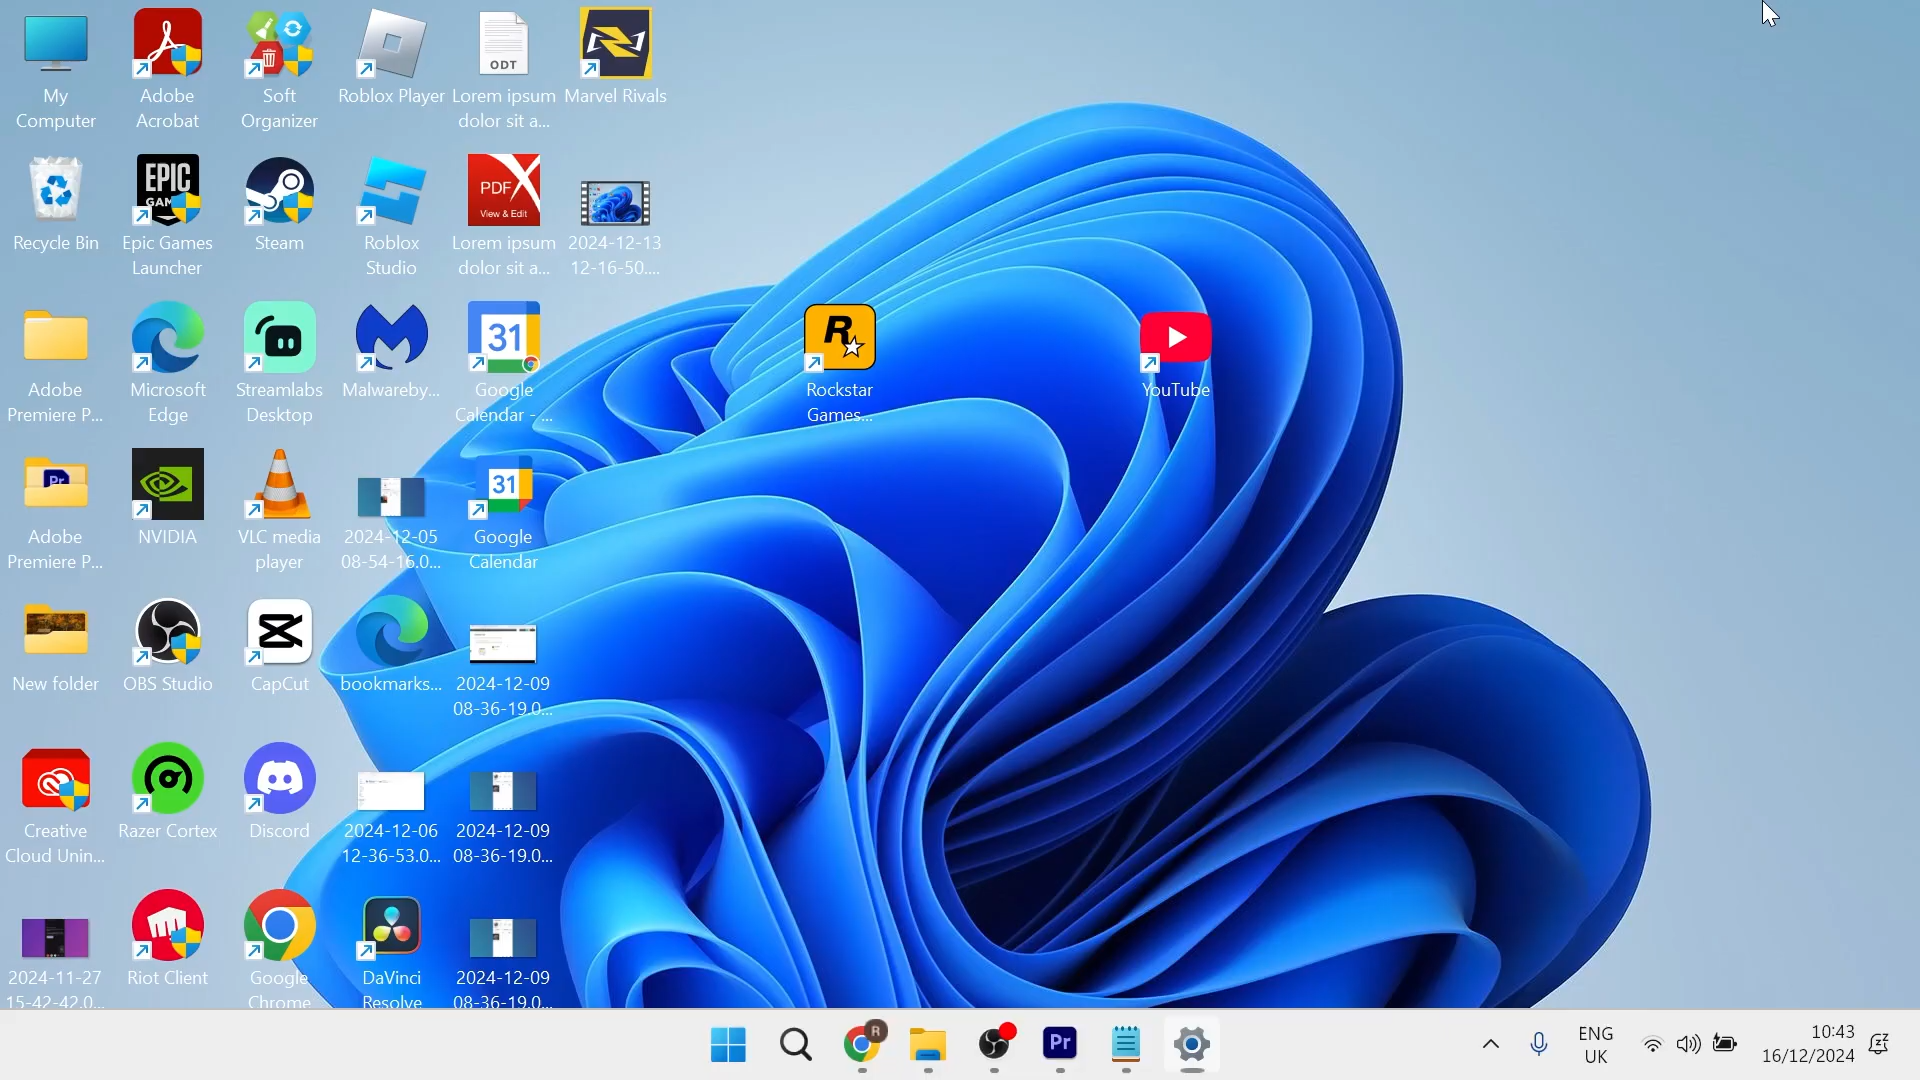 My
Computer
Adobe
Acrobat
Soft
Organizer
Roblox Player
ODT
Lorem ipsum
dolor sit a...
Marvel Rivals
Recycle Bin
EPIC
Epic Games
Launcher
Steam
Roblox
Studio
PDF
View & Edit
Lorem ipsum
dolor sit a...
2024-12-13
12-16-50....
Adobe
Premiere P...
Microsoft
Edge
Streamlabs
Desktop
Malwareby...
31
Google
Calendar - ...
R
Rockstar
Games...
YouTube
Pr
Adobe
Premiere P...
NVIDIA
VLC media
player
2024-12-05
08-54-16.0...
31
Google
Calendar
New folder
OBS Studio
CapCut
bookmarks...
2024-12-09
08-36-19.0...
Creative
Cloud Unin...
Razer Cortex
Discord
2024-12-06
12-36-53.0...
2024-12-09
08-36-19.0...
2024-11-27
15-42-42.0...
Riot Client
Google
Chrome
DaVinci
Resolve
2024-12-09
08-36-19.0...
R
Pr
ENG
UK
10:43
16/12/2024